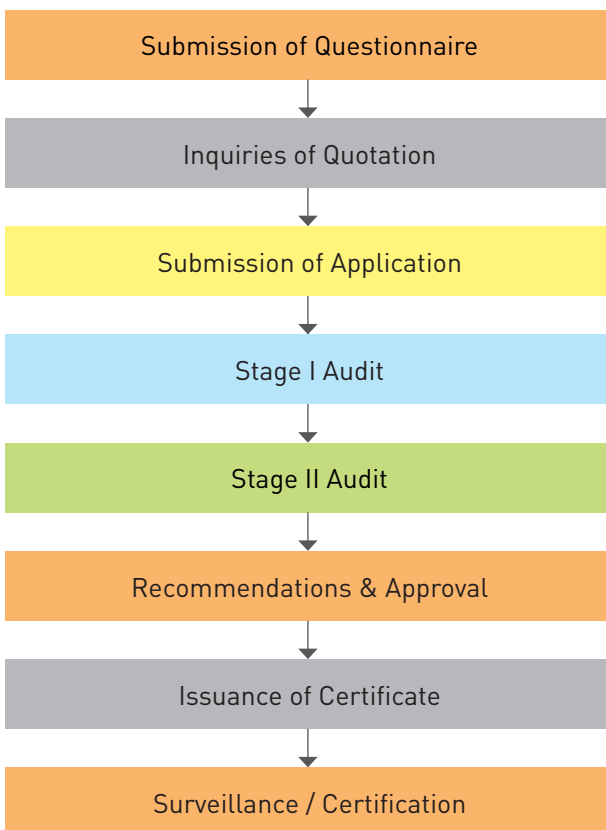 Submission of Questionnaire
Inquiries of Quotation
Submission of Application
Stage I Audit
Stage II Audit
Recommendations & Approval
Issuance of Certificate
Surveillance / Certification